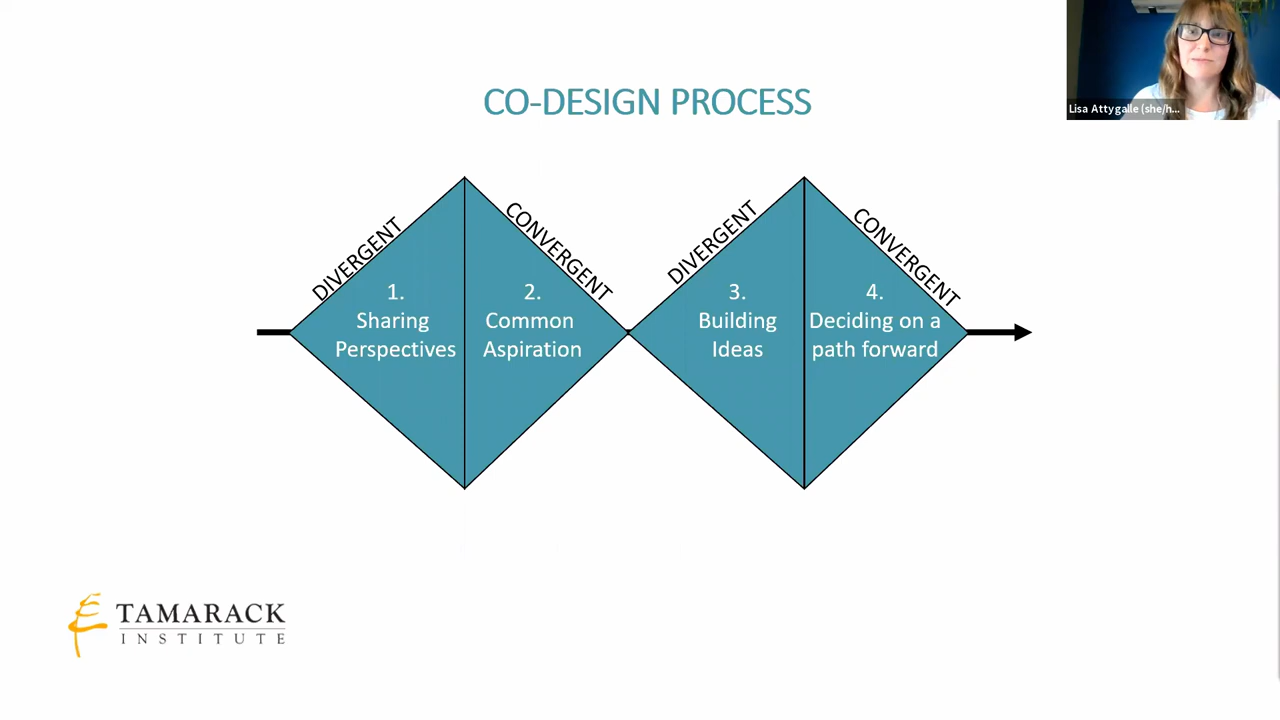 Lisa Attygalle (she/h...
CO-DESIGN PROCESS
DIVERGENT
CONVERGENT
DIVERGENT
CONVERGENT
1.
Sharing
Perspectives
2.
Common
Aspiration
3.
Building
Ideas
4.
Deciding on a
path forward
TAMARACK
INSTITUTE